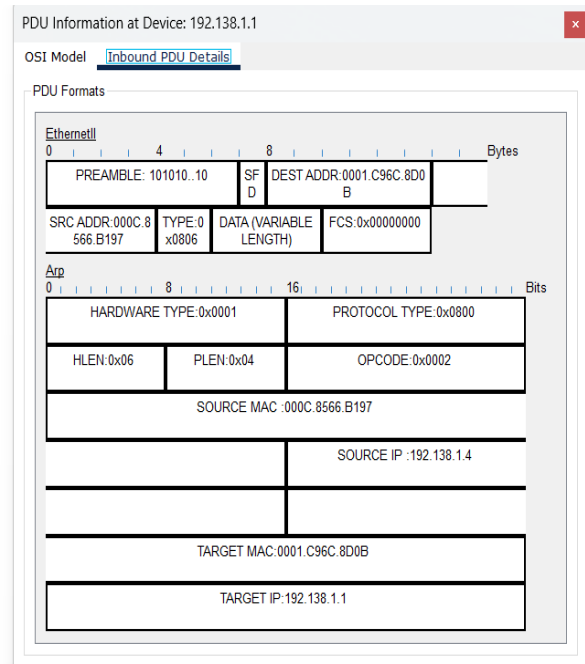 PDU Information at Device: 192.138.1.1
x
OSI Model Inbound PDU Details
PDU Formats
EthernetII
0 4 8 Bytes
PREAMBLE: 101010..10
SF
D
DEST ADDR:0001.C96C.8D0
B
SRC ADDR:000C.8
566.B197
TYPE:0
x0806
DATA (VARIABLE
LENGTH)
FCS:0x00000000
Arp
0 8 16 Bits
HARDWARE TYPE:0x0001 PROTOCOL TYPE:0x0800
HLEN:0x06 PLEN:0x04 OPCODE:0x0002
SOURCE MAC :000C.8566.B197
SOURCE IP :192.138.1.4
TARGET MAC:0001.C96C.8D0B
TARGET IP:192.138.1.1